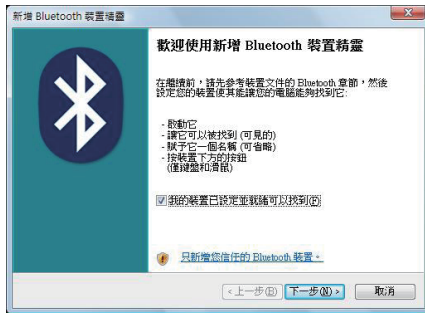 新增 Bluetooth 裝置精靈
歡迎使用新增 Bluetooth 裝置精靈
在繼續前，請先參考裝置文件的 Bluetooth 章節，然後
設定您的裝置使其能讓您的電腦能夠找到它:
- 啟動它
- 讓它可以被找到 (可見的)
- 賦予它一個名稱 (可省略)
- 按裝置下方的按鈕
(僅鍵盤和滑鼠)
我的裝置已設定並就緒可以找到(F)
只新增您信任的 Bluetooth 裝置。
<上一步(B) 下一步(N)> 取消